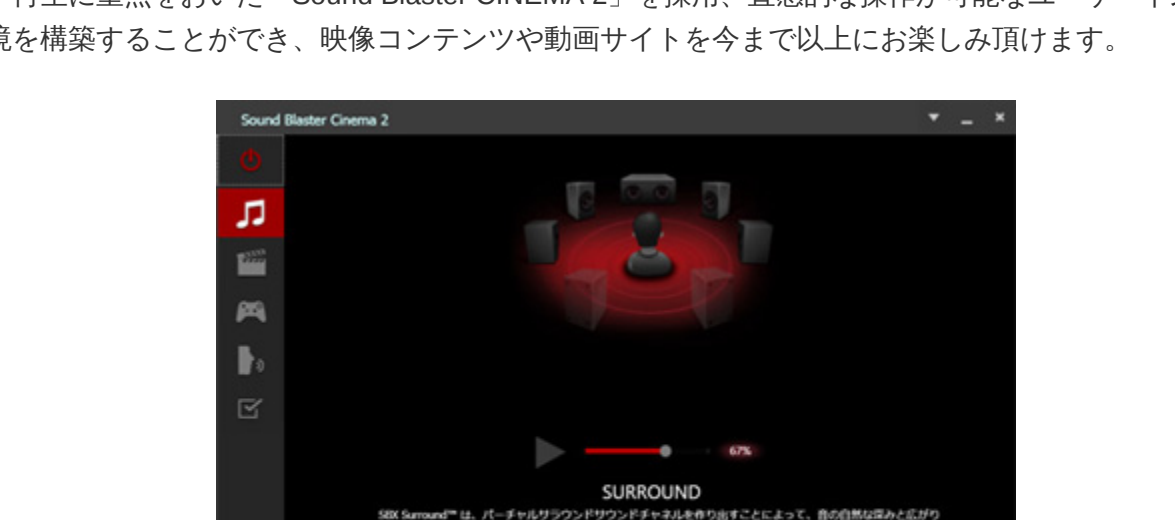 再生に重点をおいた「Sound Blaster CINEMA 2」を採用、直感的な操作が可能なユーザーイ
境を構築することができ、映像コンテンツや動画サイトを今まで以上にお楽しみ頂けます。
Sound Blaster Cinema 2
67%
SURROUND
SBX Surround™ は、バーチャルサラウンドサウンドチャネルを作り出すことによって、音の自然な深みと広がり